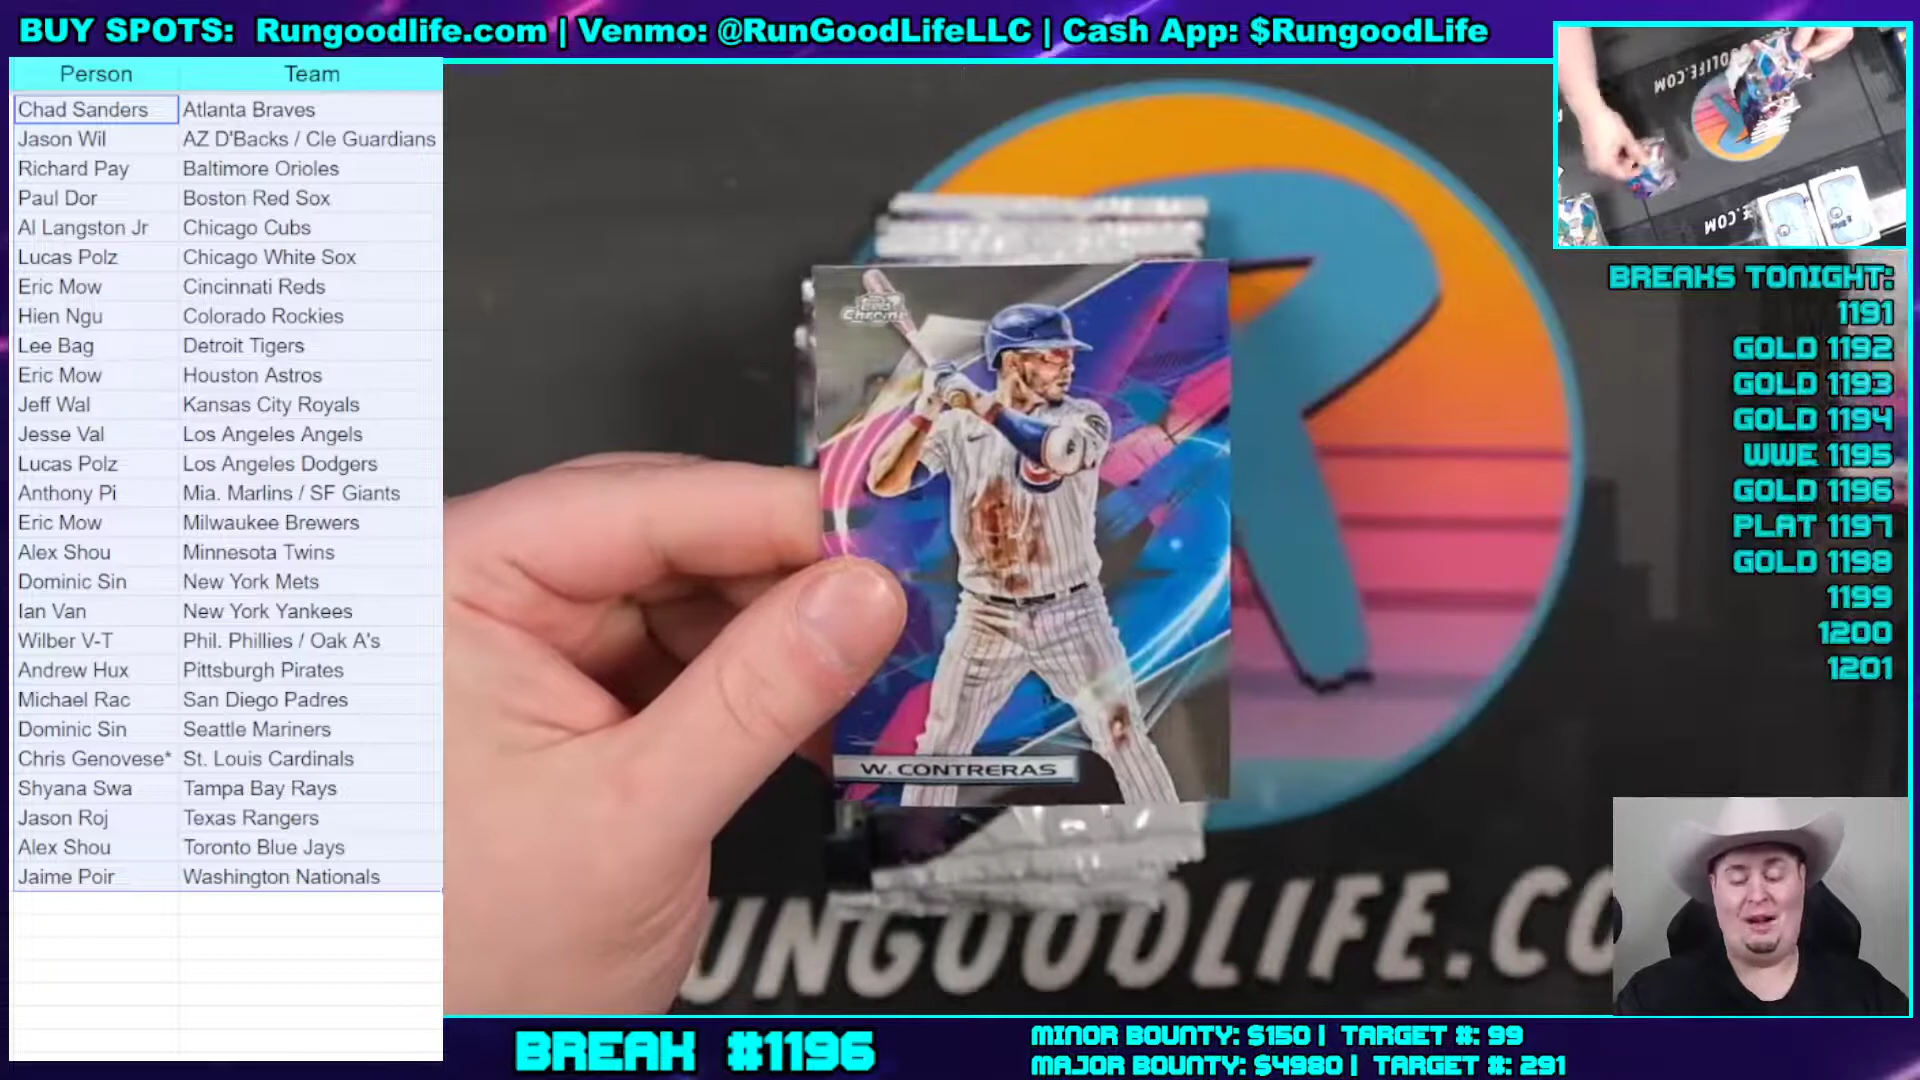 BUY SPOTS: Rungoodlife.com | Venmo: @RunGoodLifeLLC | Cash App: $RungoodLife
Person Team
Chad Sanders Atlanta Braves
Jason Wil AZ D'Backs / Cle Guardians
Richard Pay Baltimore Orioles
Paul Dor Boston Red Sox
Al Langston Jr Chicago Cubs
Lucas Polz Chicago White Sox
Eric Mow Cincinnati Reds
Hien Ngu Colorado Rockies
Lee Bag Detroit Tigers
Eric Mow Houston Astros
Jeff Wal Kansas City Royals
Jesse Val Los Angeles Angels
Lucas Polz Los Angeles Dodgers
Anthony Pi Mia. Marlins / SF Giants
Eric Mow Milwaukee Brewers
Alex Shou Minnesota Twins
Dominic Sin New York Mets
Ian Van New York Yankees
Wilber V-T Phil. Phillies / Oak A's
Andrew Hux Pittsburgh Pirates
Michael Rac San Diego Padres
Dominic Sin Seattle Mariners
Chris Genovese* St. Louis Cardinals
Shyana Swa Tampa Bay Rays
Jason Roj Texas Rangers
Alex Shou Toronto Blue Jays
Jaime Poir Washington Nationals
Chrome
W. CONTRERAS
UNGOODLIFE.CO
LIFE.COM
.COM
BREAKS TONIGHT:
1191
GOLD 1192
GOLD 1193
GOLD 1194
WWE 1195
GOLD 1196
PLAT 1197
GOLD 1198
1199
1200
1201
BREAK #1196
MINOR BOUNTY: $150 | TARGET #: 99
MAJOR BOUNTY: $4980 | TARGET #: 291